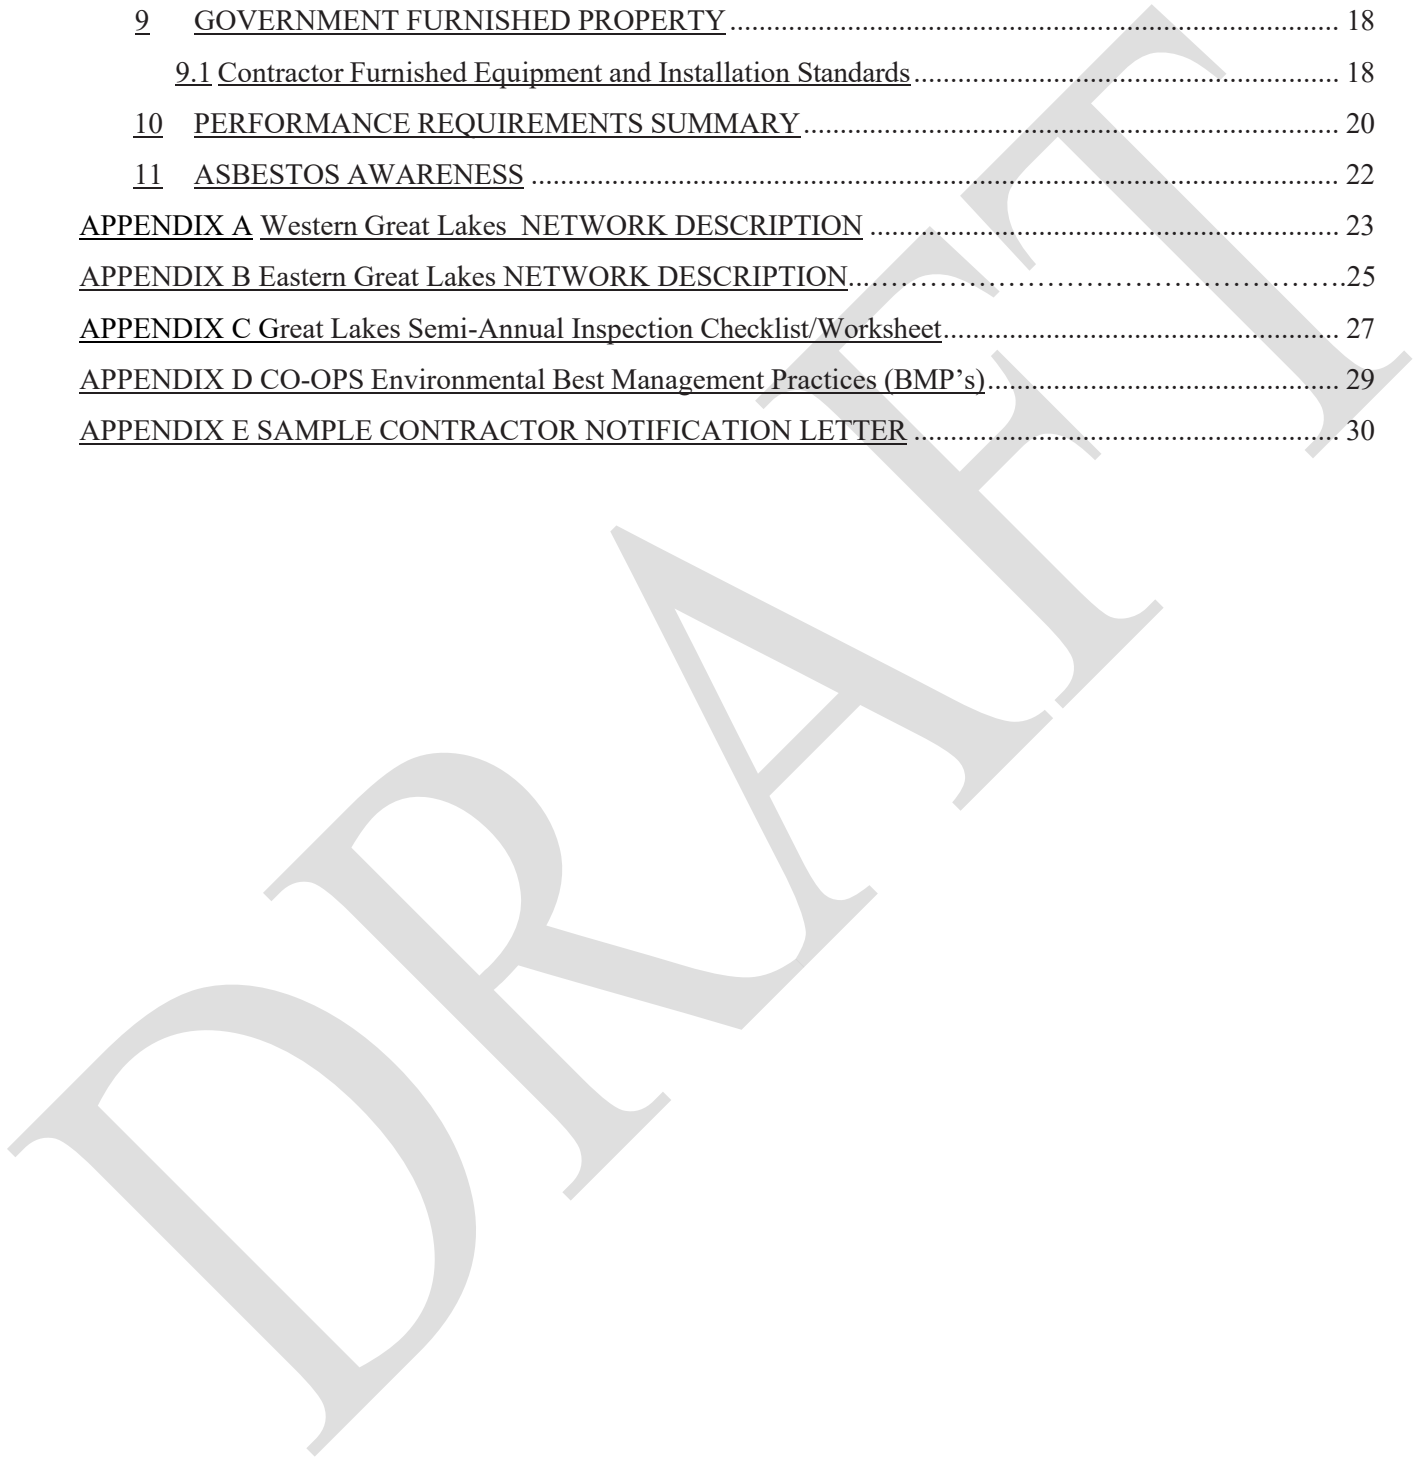 9 GOVERNMENT FURNISHED PROPERTY ........ 18
9.1 Contractor Furnished Equipment and Installation Standards ........ 18
10 PERFORMANCE REQUIREMENTS SUMMARY ........ 20
11 ASBESTOS AWARENESS ........ 22
APPENDIX A Western Great Lakes  NETWORK DESCRIPTION ........ 23
APPENDIX B Eastern Great Lakes NETWORK DESCRIPTION ........ 25
APPENDIX C Great Lakes Semi-Annual Inspection Checklist/Worksheet ........ 27
APPENDIX D CO-OPS Environmental Best Management Practices (BMP’s) ........ 29
APPENDIX E SAMPLE CONTRACTOR NOTIFICATION LETTER ........ 30
DRAFT